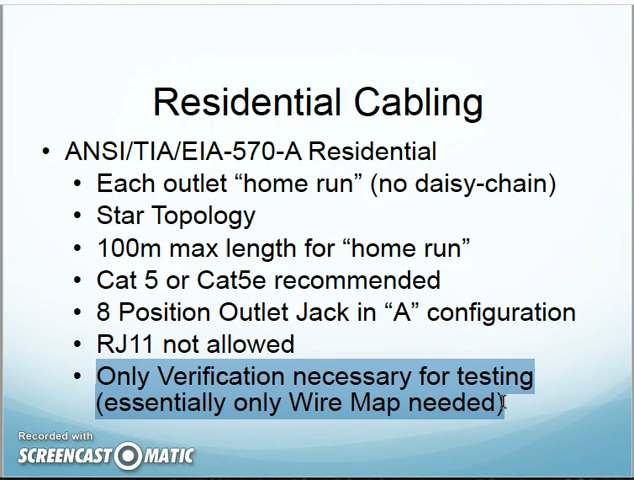 Residential Cabling
• ANSI/TIA/EIA-570-A Residential
• Each outlet “home run” (no daisy-chain)
• Star Topology
• 100m max length for “home run”
• Cat 5 or Cat5e recommended
• 8 Position Outlet Jack in “A” configuration
• RJ11 not allowed
• Only Verification necessary for testing
(essentially only Wire Map needed)
Recorded with
SCREENCAST-O-MATIC